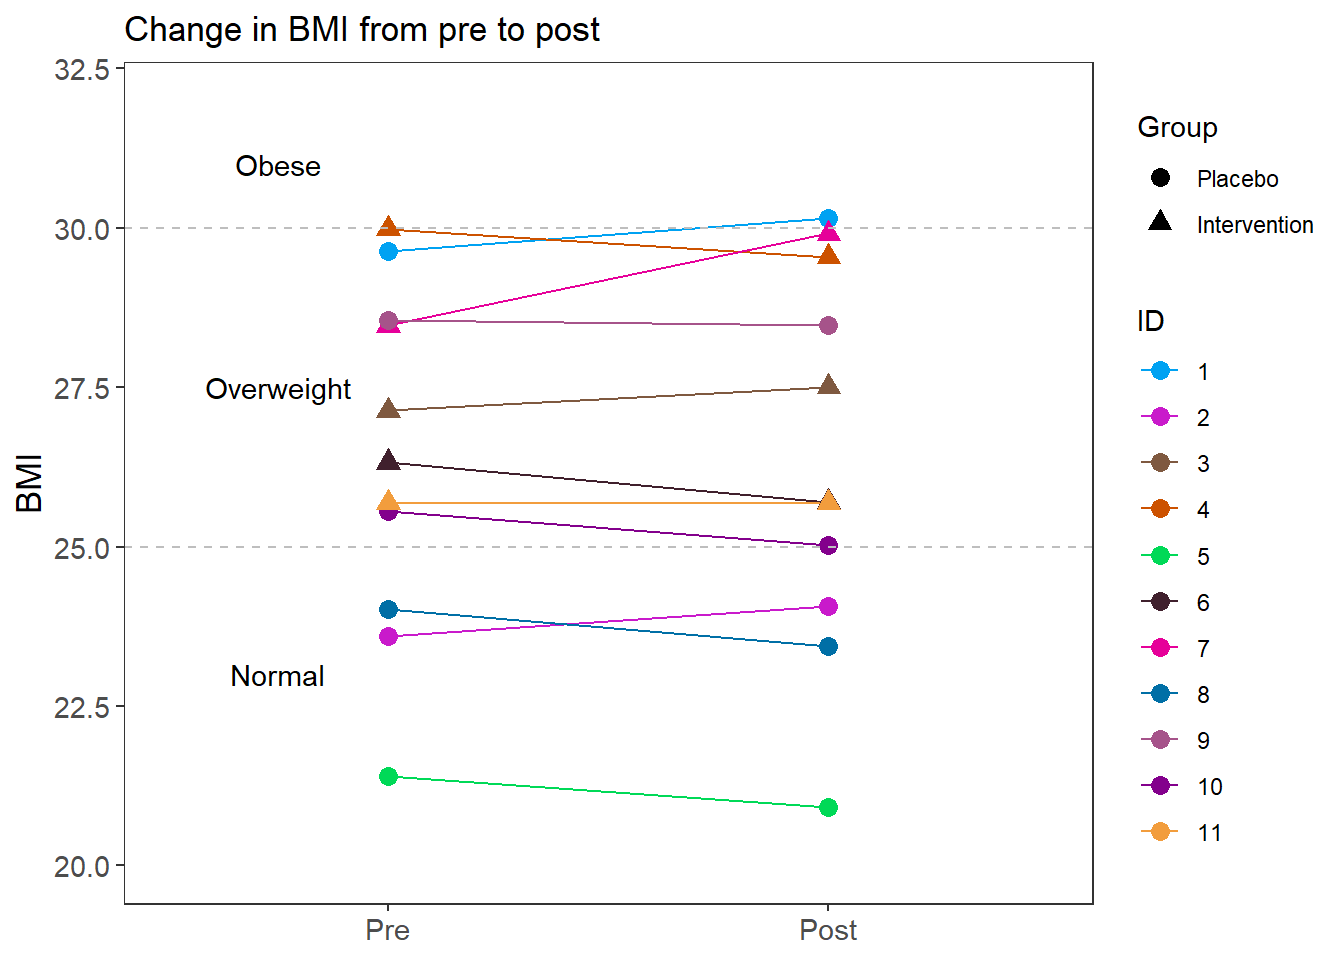 Change in BMI from pre to post
32.5
30.0
27.5
25.0
22.5
20.0
BMI
Obese
Overweight
Normal
Pre
Post
Group
Placebo
Intervention
ID
1
2
3
4
5
6
7
8
9
10
11